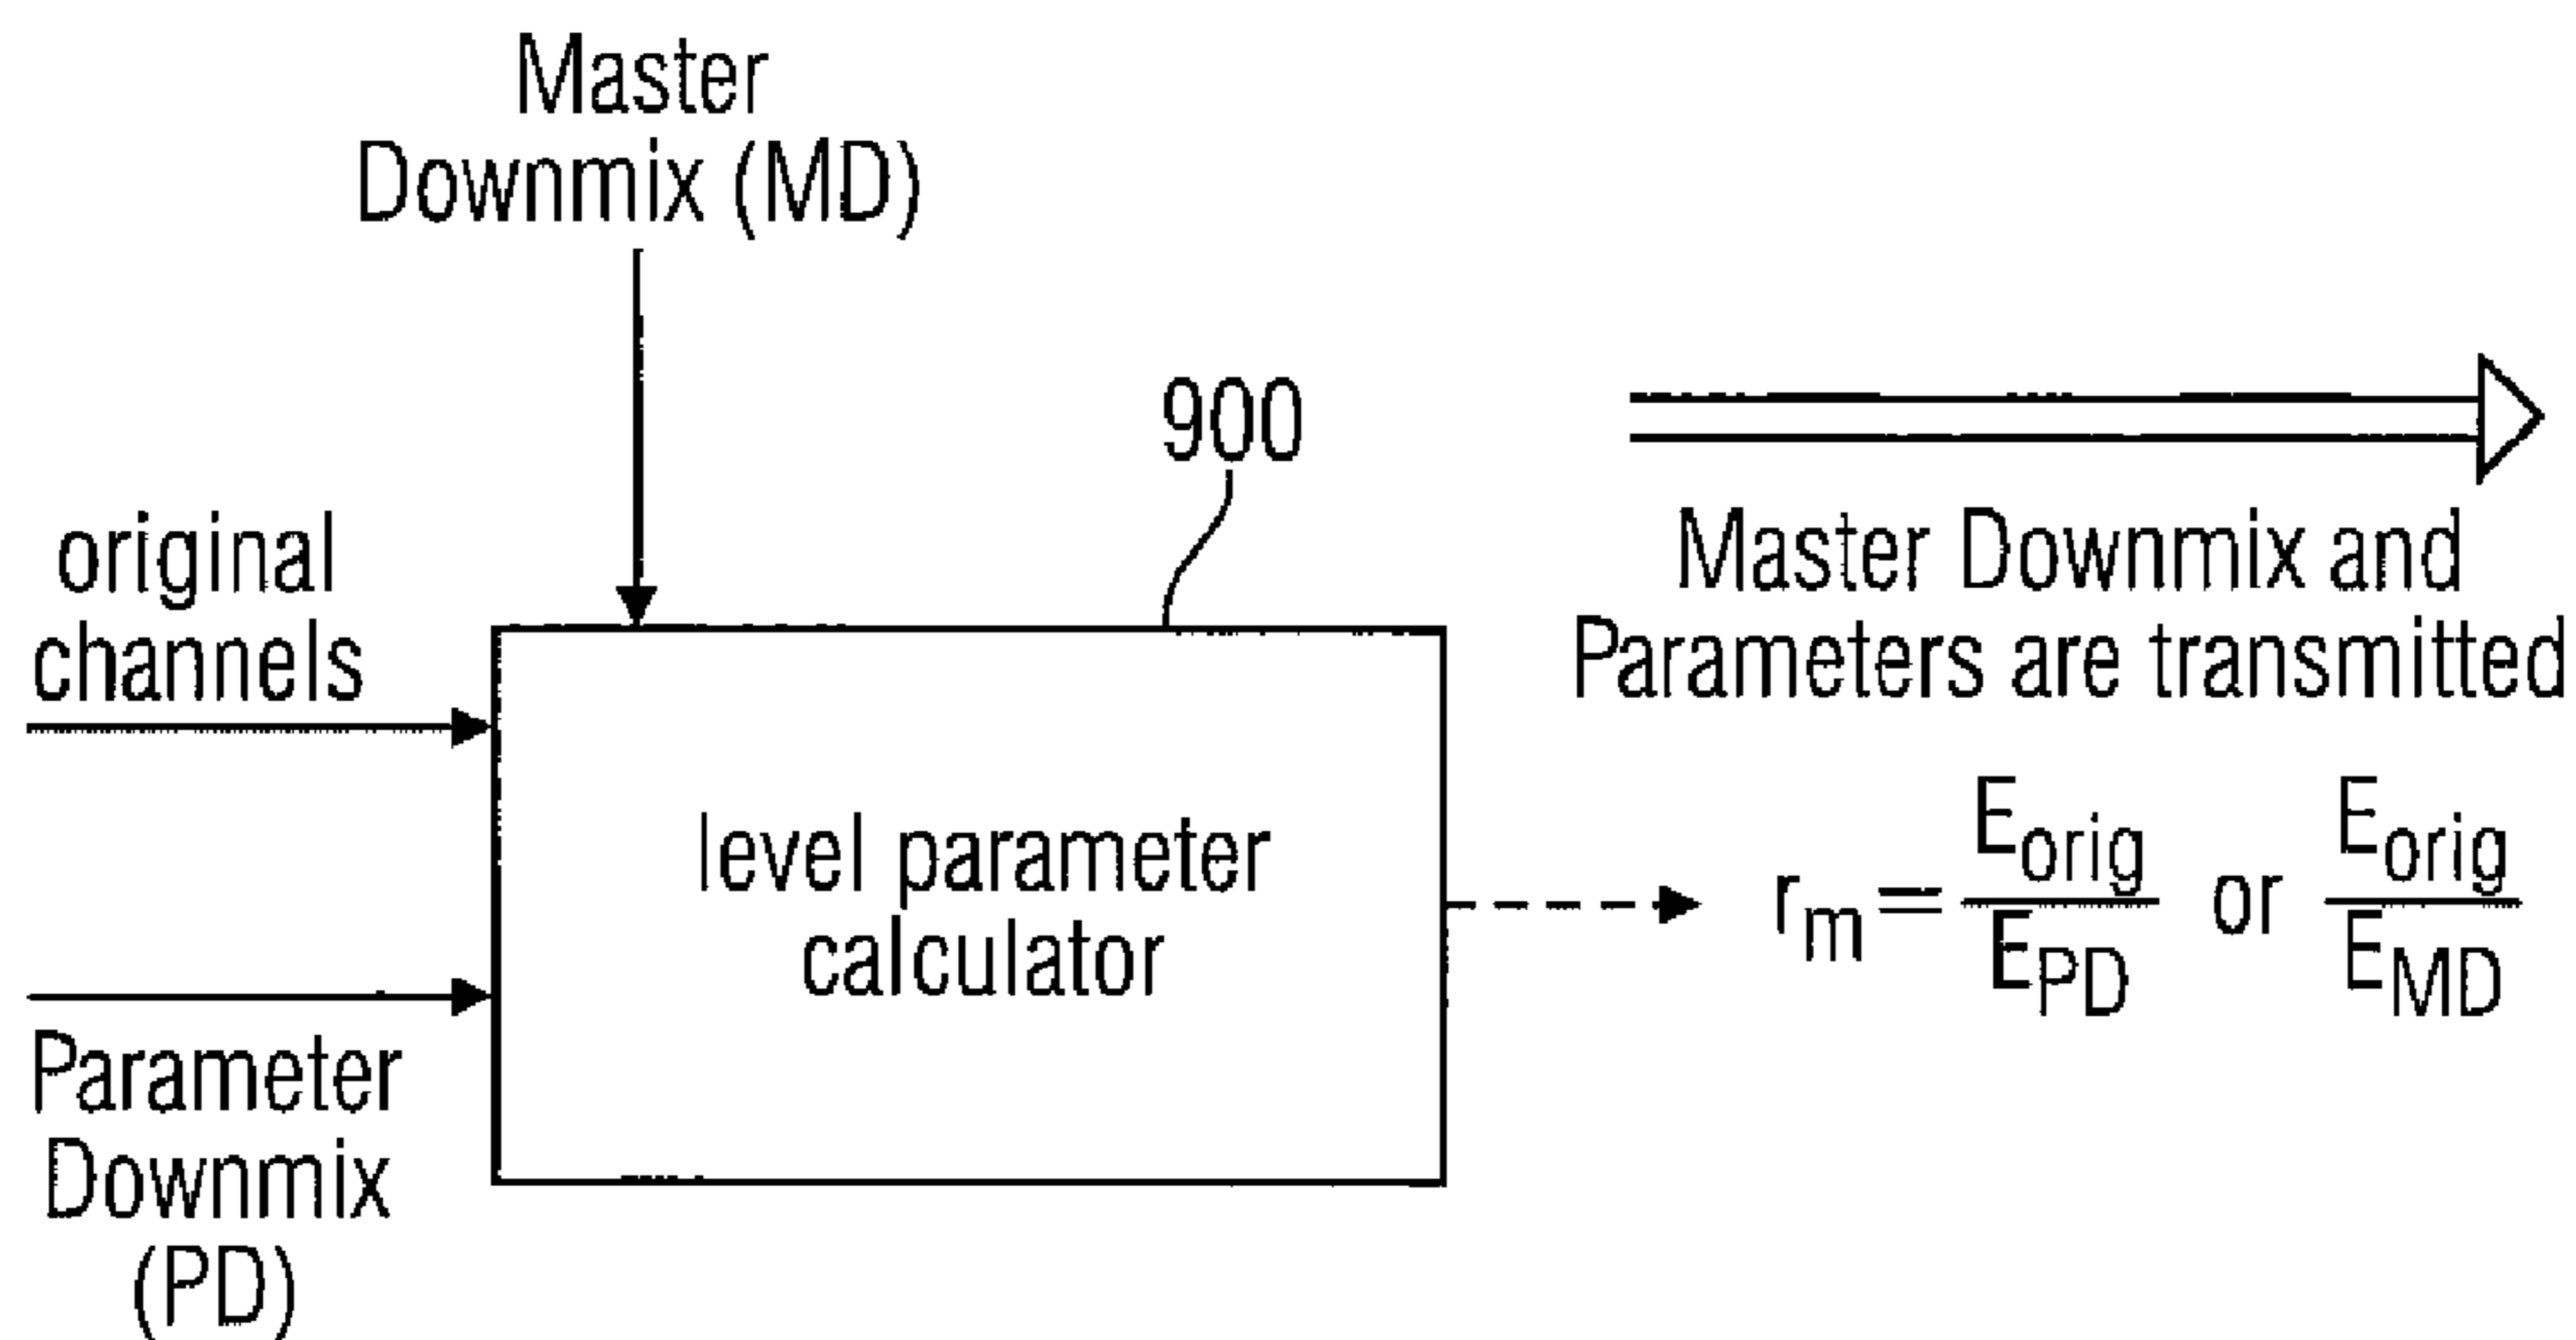 Master
Downmix (MD)
900
original
channels
Master Downmix and
Parameters are transmitted
level parameter
calculator
r_m = E_orig/E_PD or E_orig/E_MD
Parameter
Downmix
(PD)